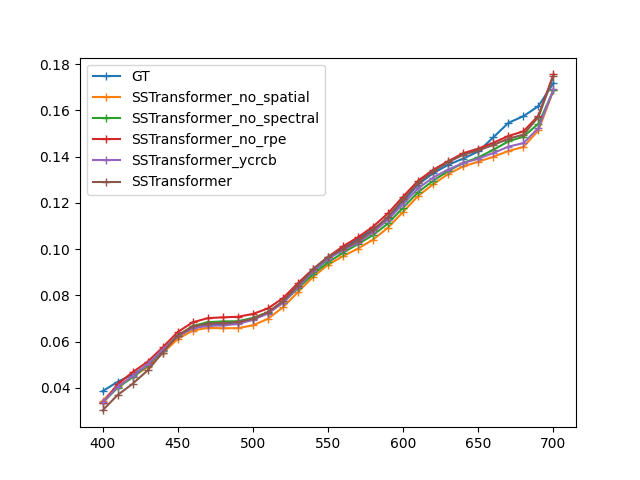 0.18
0.16
0.14
0.12
0.10
0.08
0.06
0.04
GT
SSTransformer_no_spatial
SSTransformer_no_spectral
SSTransformer_no_rpe
SSTransformer_ycrcb
SSTransformer
400 450 500 550 600 650 700